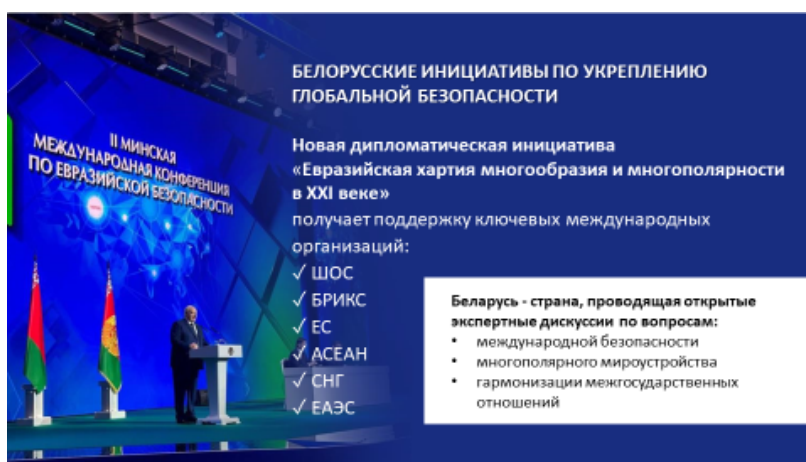 II МИНСКАЯ
МЕЖДУНАРОДНАЯ КОНФЕРЕНЦИЯ
ПО ЕВРАЗИЙСКОЙ БЕЗОПАСНОСТИ
БЕЛОРУССКИЕ ИНИЦИАТИВЫ ПО УКРЕПЛЕНИЮ
ГЛОБАЛЬНОЙ БЕЗОПАСНОСТИ
Новая дипломатическая инициатива
«Евразийская хартия многообразия и многополярности
в XXI веке»
получает поддержку ключевых международных
организаций:
✓ ШОС
✓ БРИКС
✓ ЕС
✓ АСЕАН
✓ СНГ
✓ ЕАЭС
Беларусь - страна, проводящая открытые
экспертные дискуссии по вопросам:
• международной безопасности
• многополярного мироустройства
• гармонизации межгосударственных
отношений